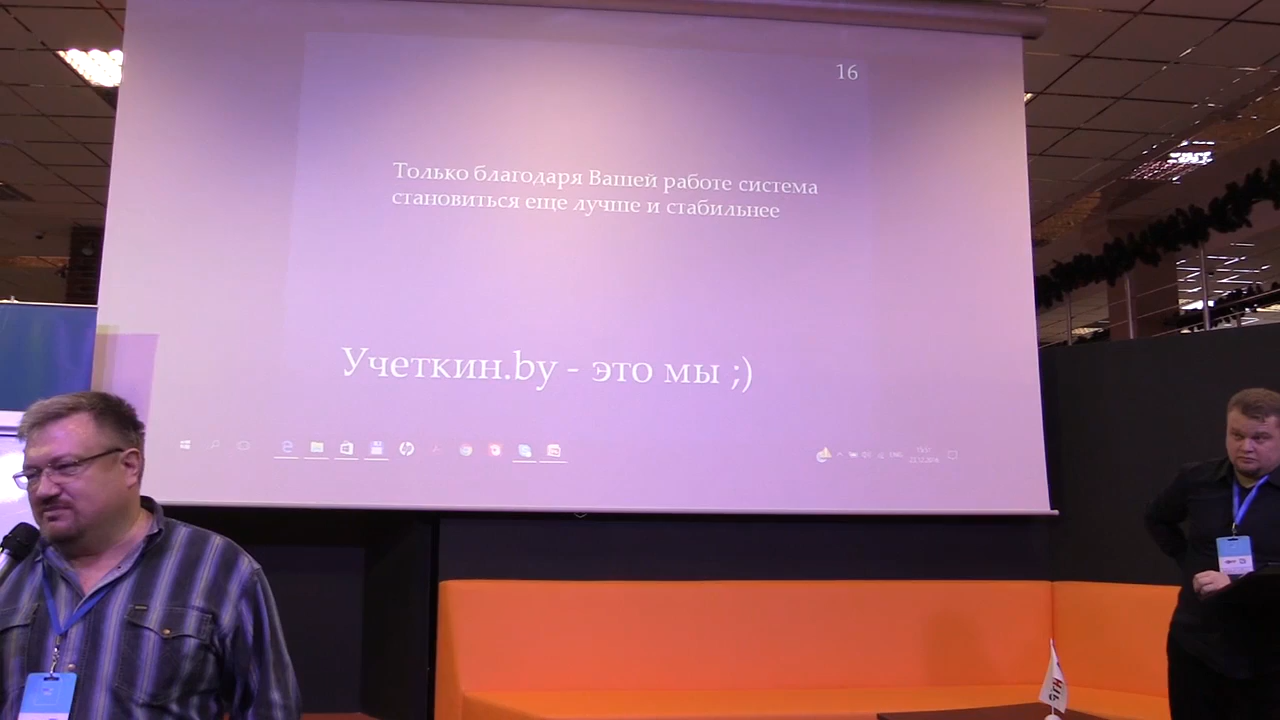 16
Только благодаря Вашей работе система
становиться еще лучше и стабильнее
Учеткин.by - это мы ;)